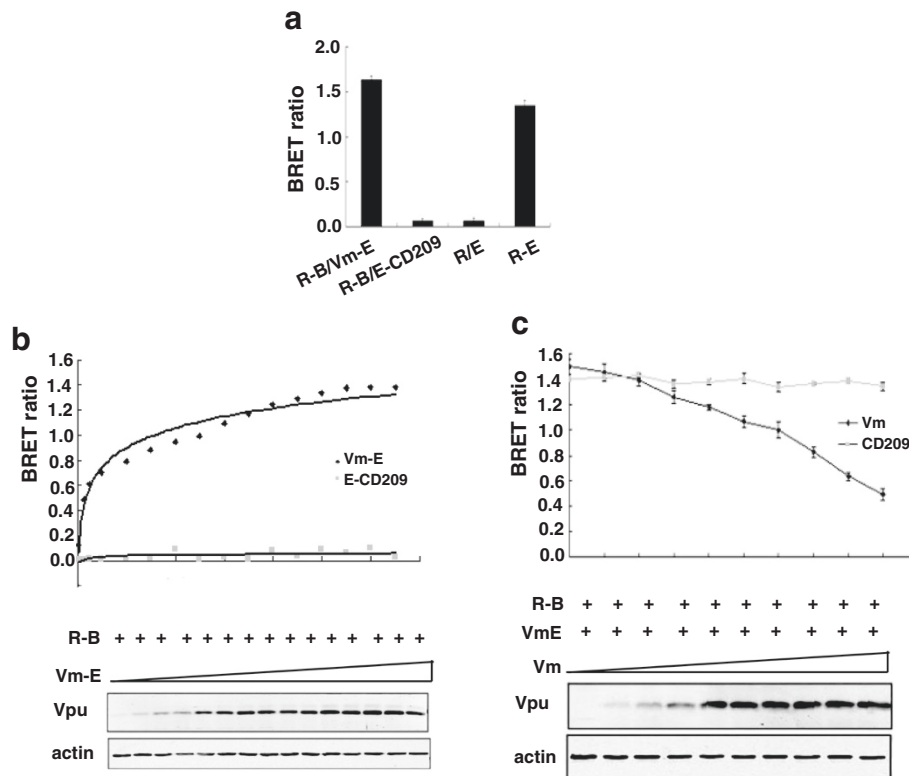 a
BRET ratio
2.0
1.5
1.0
0.5
0.0
R-B/Vm-E
R-B/E-CD209
R/E
R-E
b
BRET ratio
1.6
1.4
1.2
1.0
0.8
0.6
0.4
0.2
0.0
Vm-E
E-CD209
R-B + + + + + + + + + + + + + + +
Vm-E
Vpu
actin
c
BRET ratio
1.6
1.4
1.2
1.0
0.8
0.6
0.4
0.2
0.0
Vm
CD209
R-B + + + + + + + + + +
VmE + + + + + + + + + +
Vm
Vpu
actin